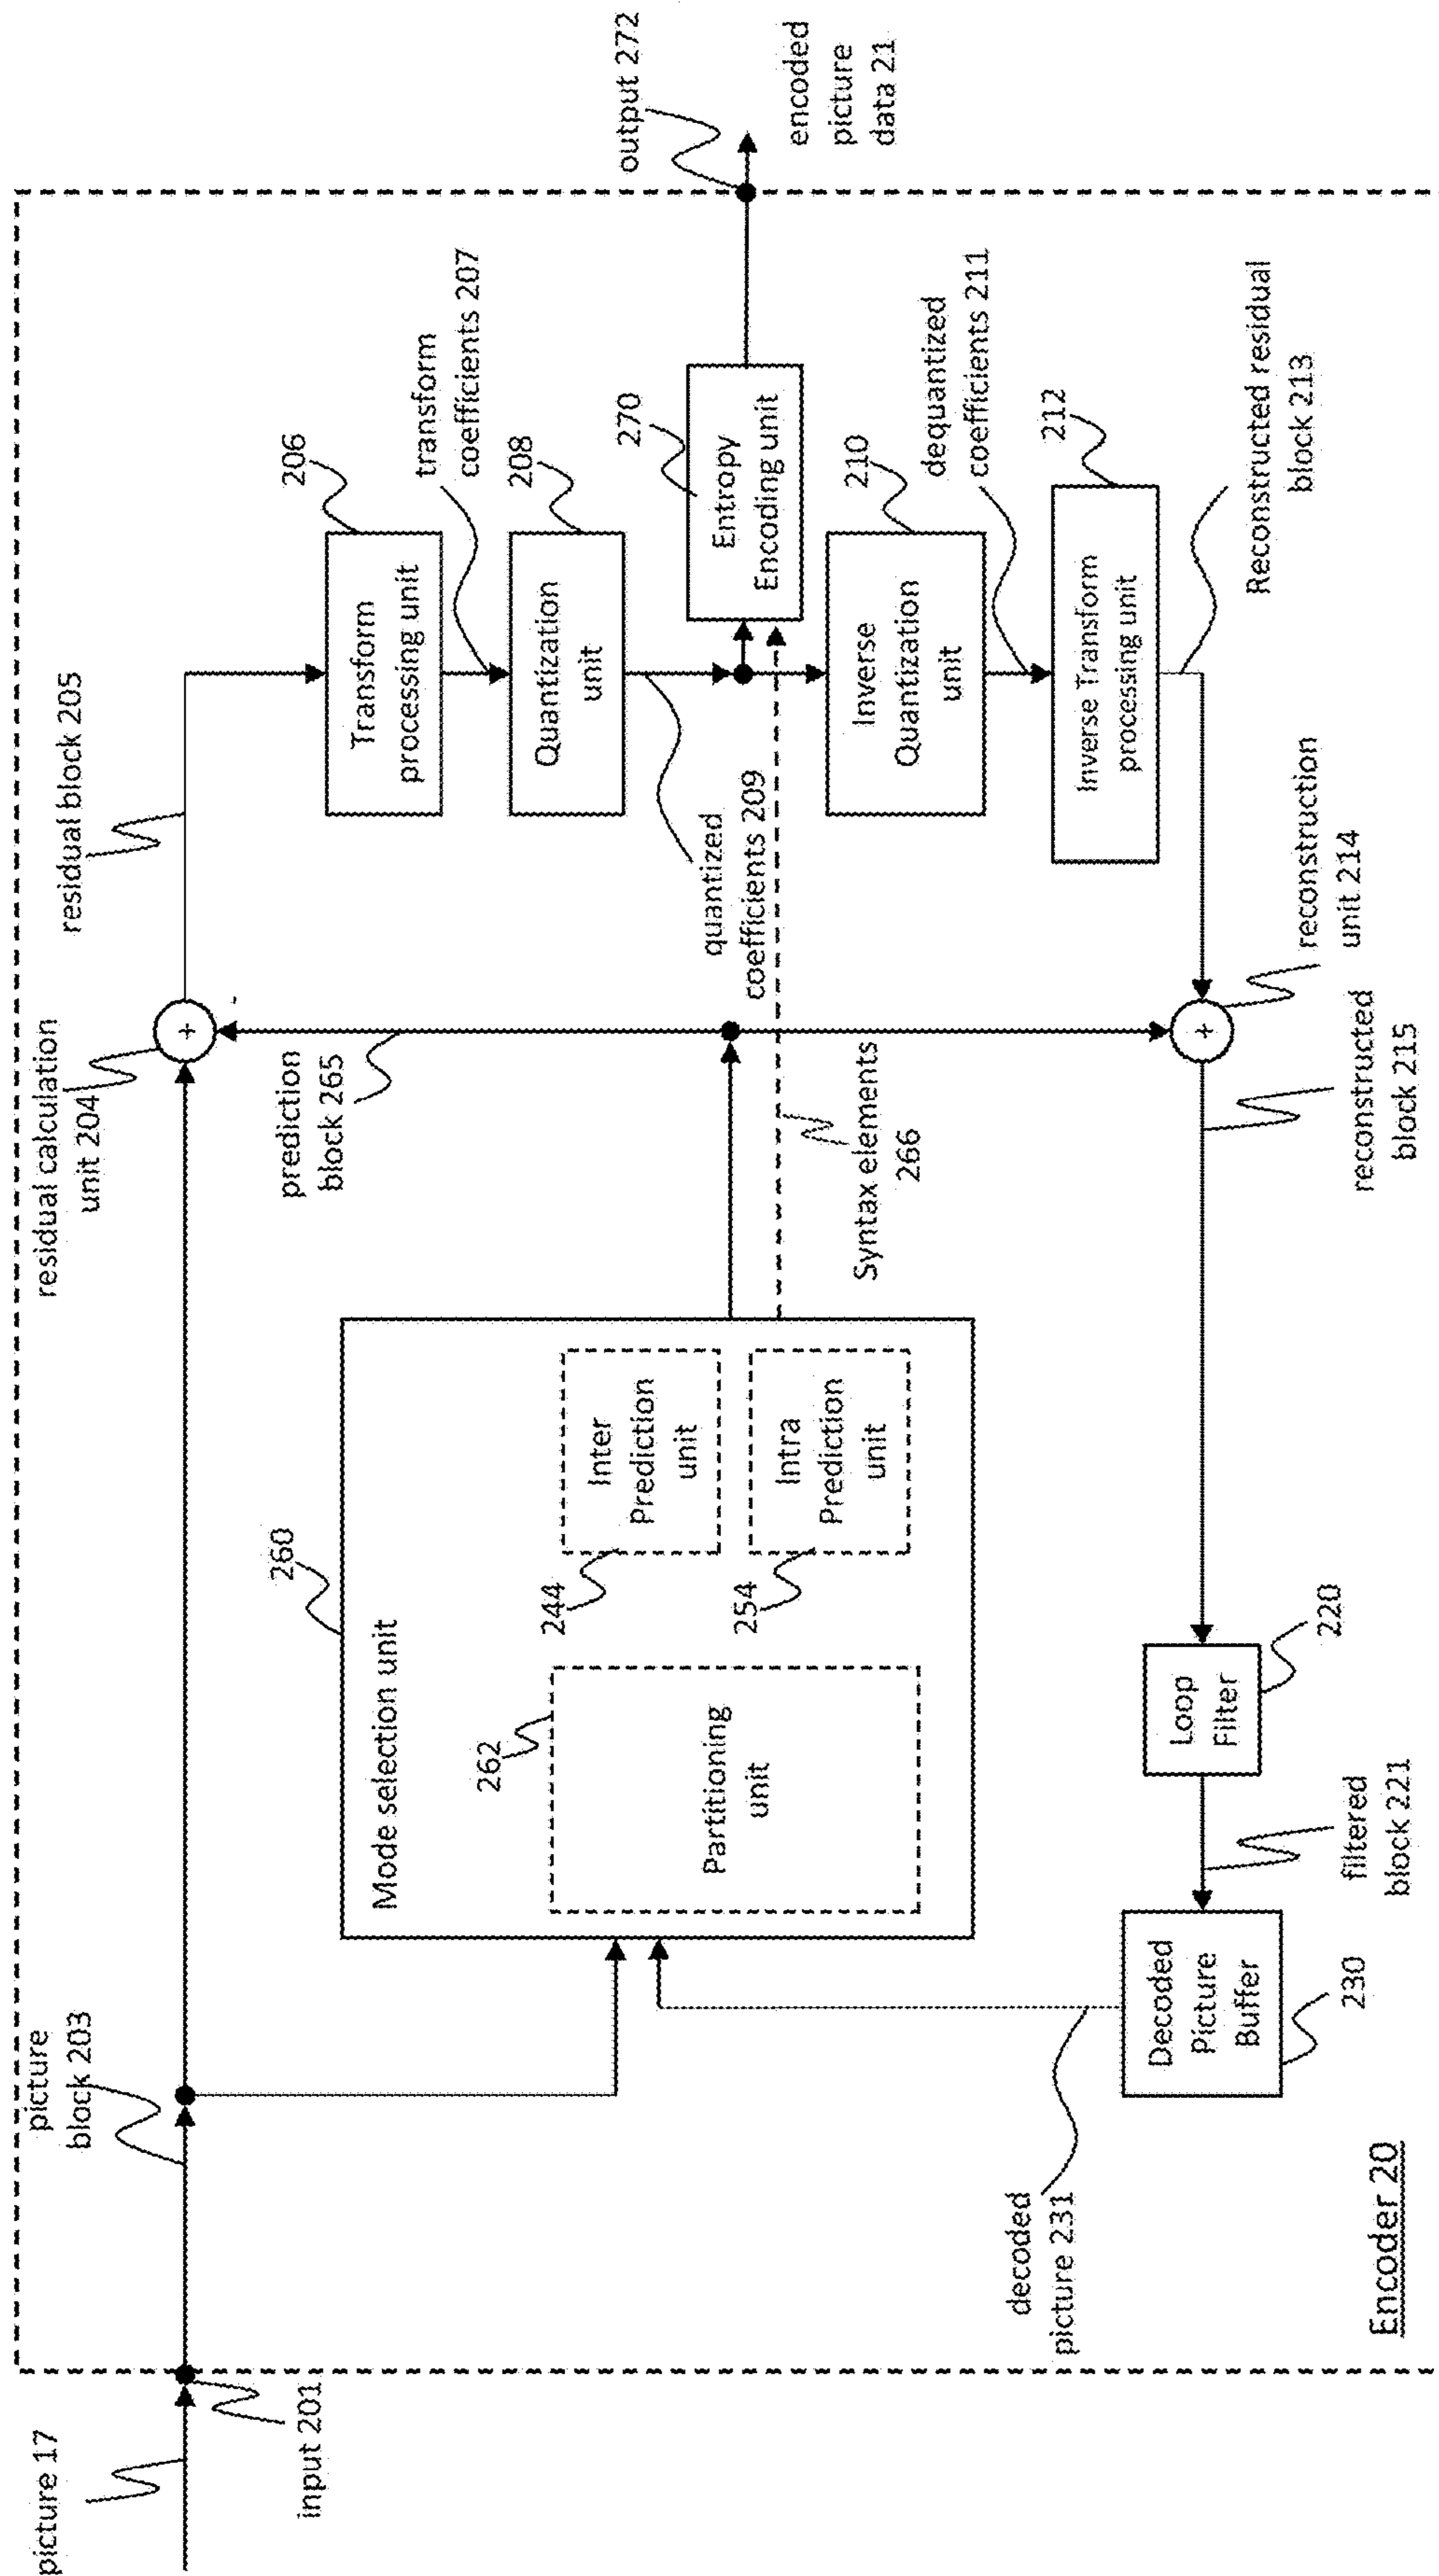 picture 17
input 201
picture
block 203
residual calculation
unit 204
residual block 205
prediction
block 265
206
Transform
processing unit
transform
coefficients 207
208
Quantization
unit
quantized
coefficients 209
270
Entropy
Encoding unit
output 272
encoded
picture
data 21
260
Mode selection unit
262
Partitioning
unit
244
Inter
Prediction
unit
254
Intra
Prediction
unit
Syntax elements
266
210
Inverse
Quantization
unit
dequantized
coefficients 211
212
Inverse Transform
processing unit
Reconstructed residual
block 213
+
+
reconstruction
unit 214
reconstructed
block 215
220
Loop
Filter
filtered
block 221
Decoded
Picture
Buffer
230
decoded
picture 231
Encoder 20